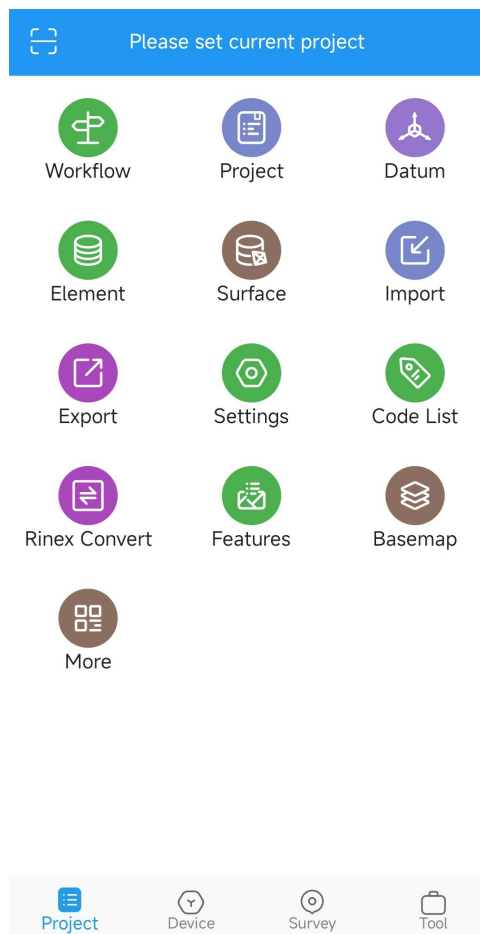 Please set current project
Workflow Project Datum
Element Surface Import
Export Settings Code List
Rinex Convert Features Basemap
More
Project Device Survey Tool